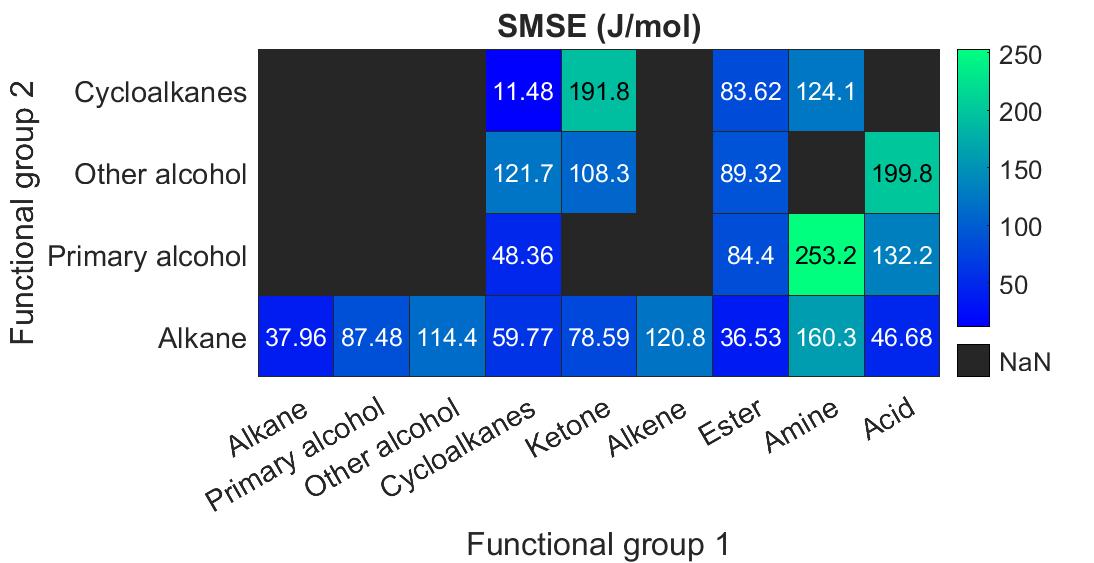 SMSE (J/mol)
Functional group 2
Cycloalkanes 11.48 191.8 83.62 124.1
Other alcohol 121.7 108.3 89.32 199.8
Primary alcohol 48.36 84.4 253.2 132.2
Alkane 37.96 87.48 114.4 59.77 78.59 120.8 36.53 160.3 46.68
Alkane
Primary alcohol
Other alcohol
Cycloalkanes
Ketone
Alkene
Ester
Amine
Acid
Functional group 1
250
200
150
100
50
NaN